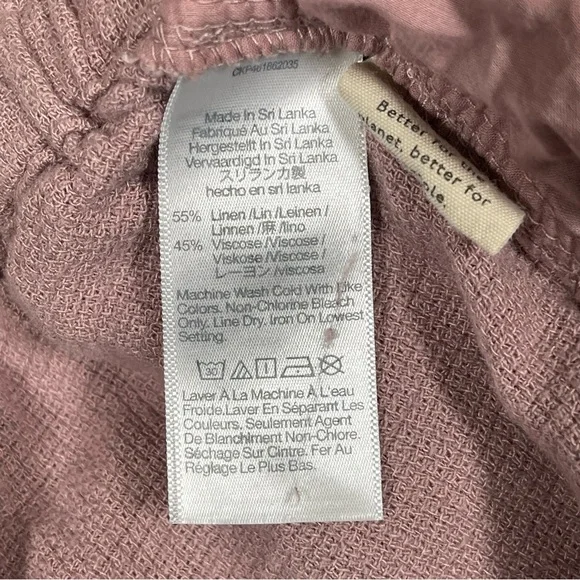 CKP461862035
Made In Sri Lanka
Fabriqué Au Sri Lanka
Hergestellt In Sri Lanka
Vervaardigd In Sri Lanka
スリランカ製
hecho en sri lanka
55% Linen /Lin /Leinen /
Linnen /麻 /lino
45% Viscose /Viscose /
Viskose /Viscose /
レーヨン /viscosa
Machine Wash Cold With Like
Colors. Non-Chlorine Bleach
Only. Line Dry. Iron On Lowest
Setting.
30
Laver À La Machine À L'eau
Froide.Laver En Séparant Les
Couleurs. Seulement Agent
De Blanchiment Non-Chlore.
Séchage Sur Cintre. Fer Au
Réglage Le Plus Bas.
Better for the
planet, better for